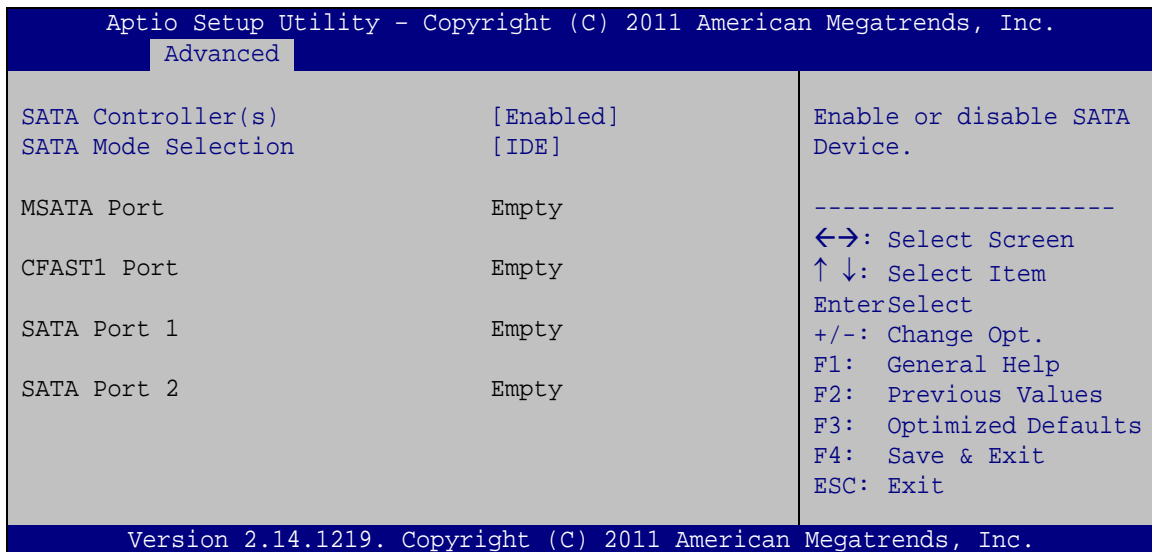 Aptio Setup Utility – Copyright (C) 2011 American Megatrends, Inc.
Advanced
SATA Controller(s) [Enabled]
SATA Mode Selection [IDE]
MSATA Port Empty
CFAST1 Port Empty
SATA Port 1 Empty
SATA Port 2 Empty
Enable or disable SATA
Device.
---------------------
←→: Select Screen
↑ ↓: Select Item
EnterSelect
+/-: Change Opt.
F1: General Help
F2: Previous Values
F3: Optimized Defaults
F4: Save & Exit
ESC: Exit
Version 2.14.1219. Copyright (C) 2011 American Megatrends, Inc.